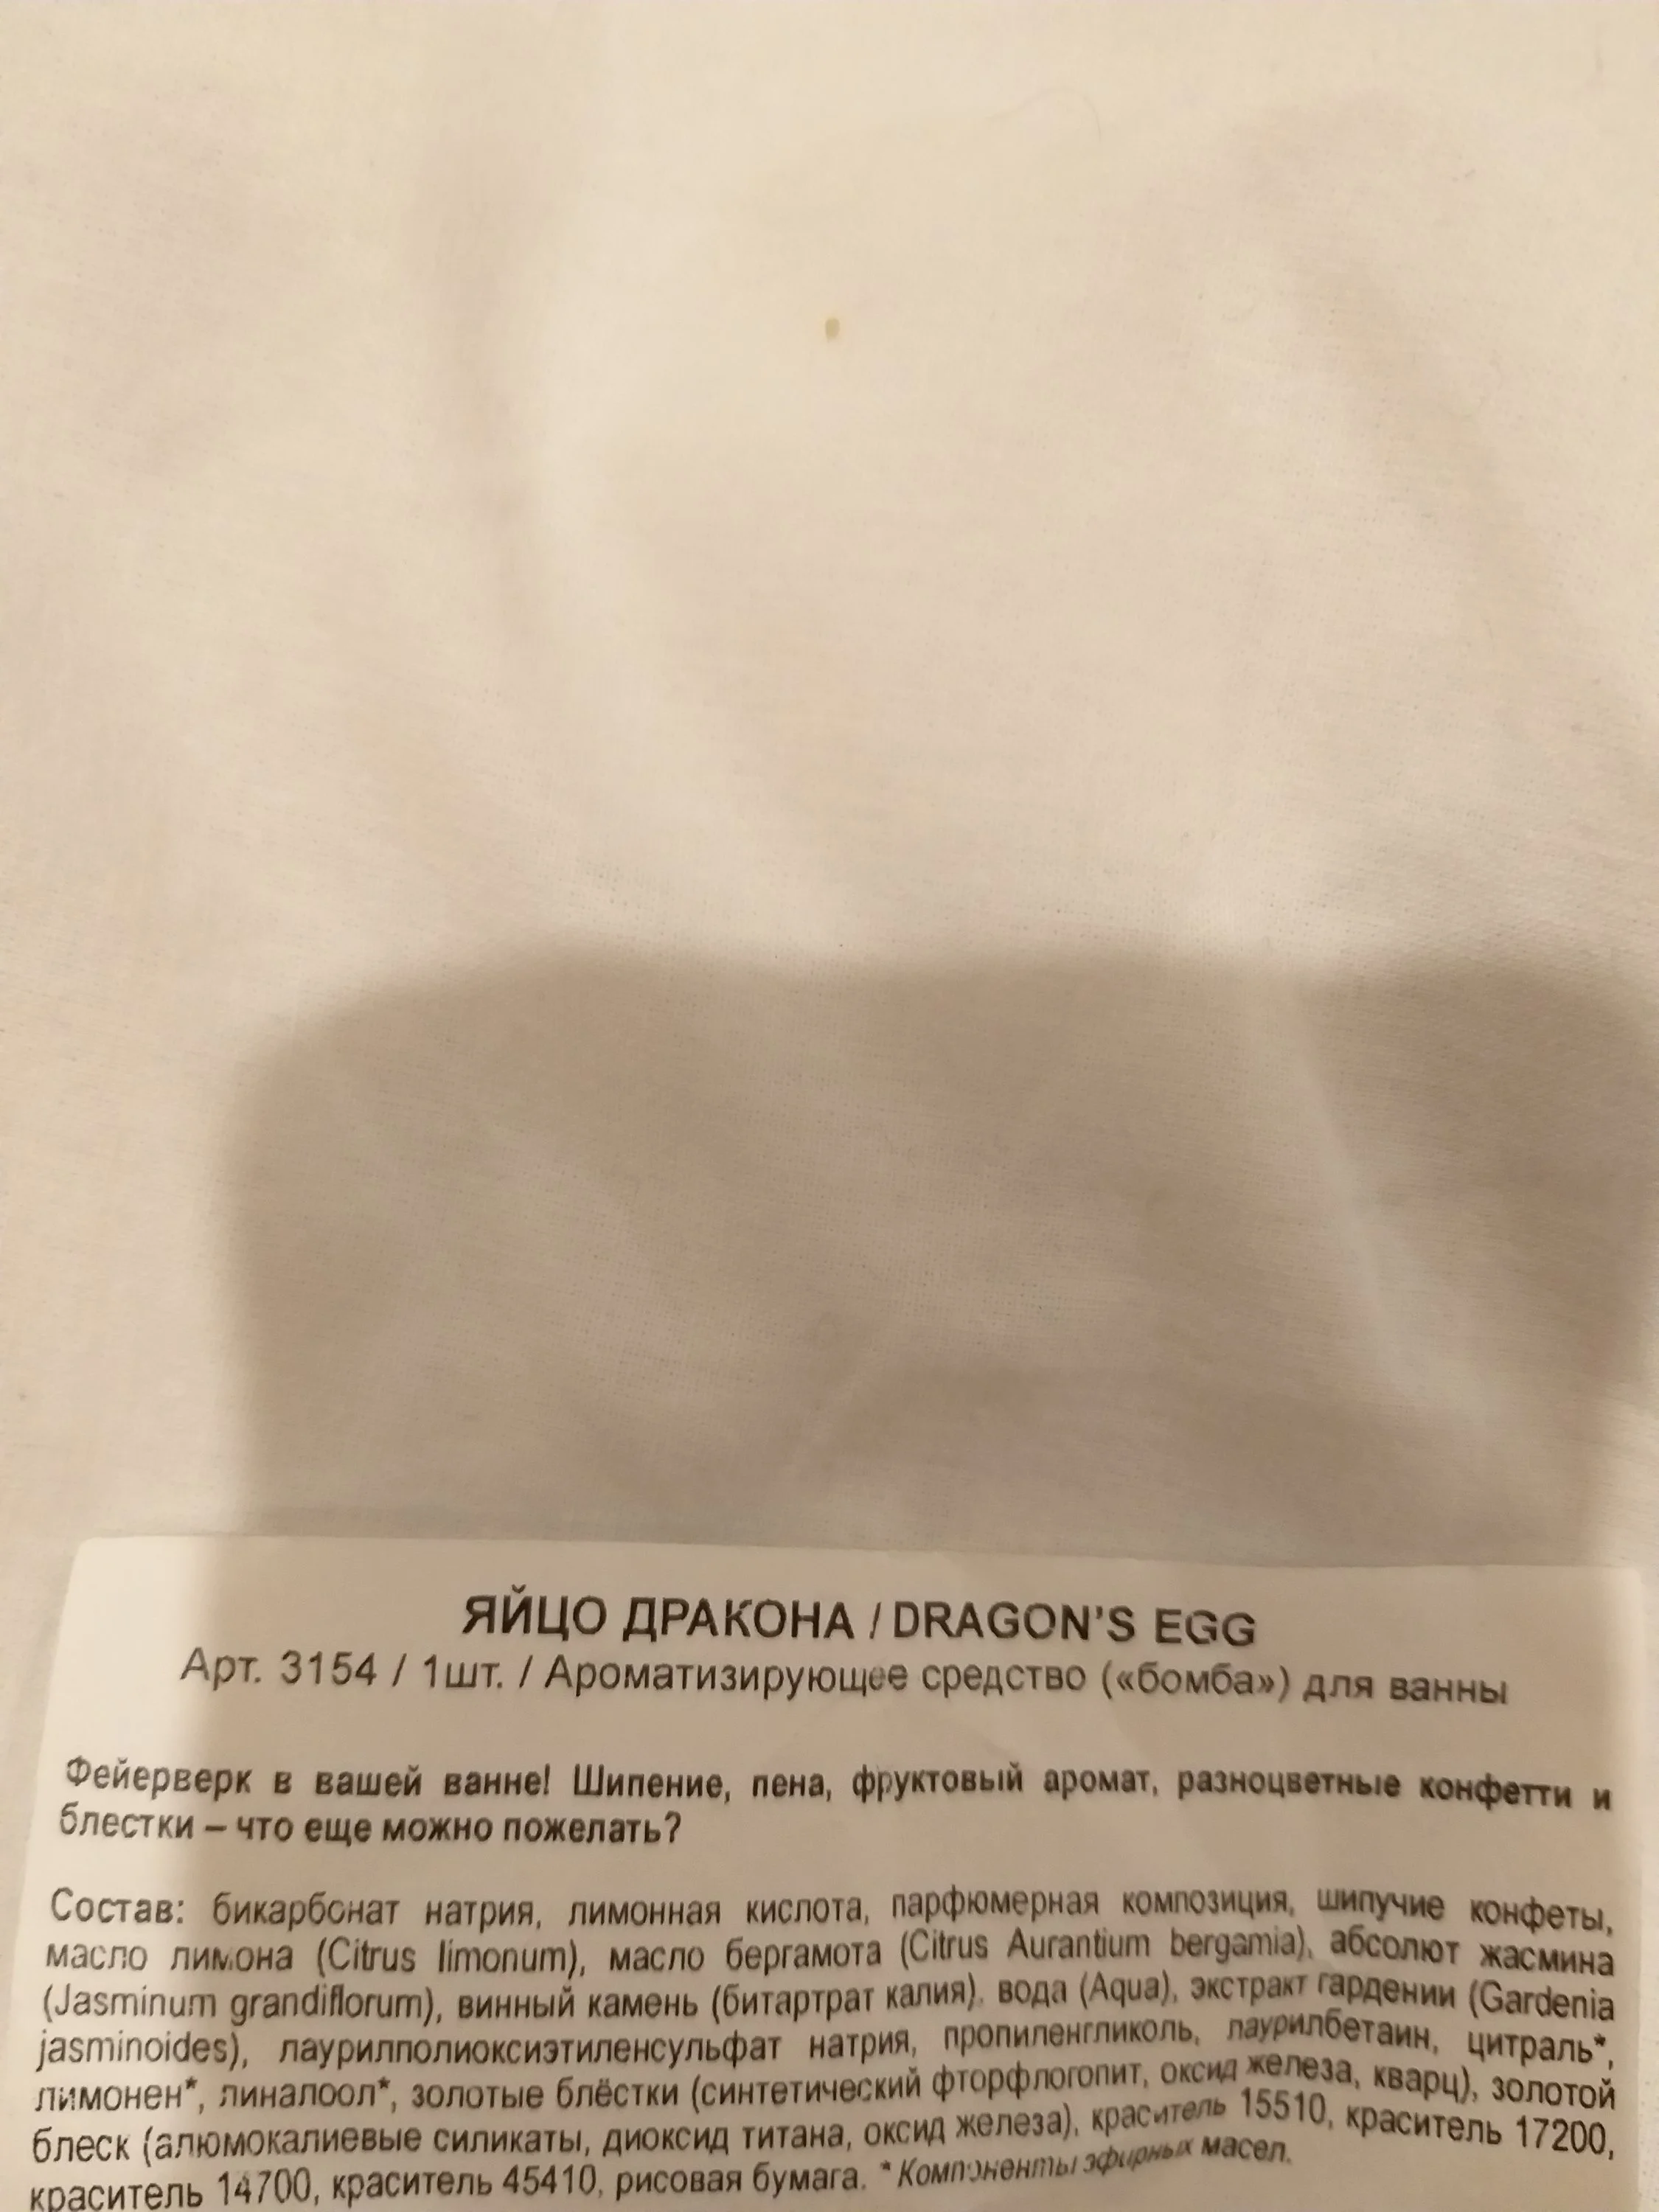 ЯЙЦО ДРАКОНА / DRAGON'S EGG
Арт. 3154 / 1шт. / Ароматизирующее средство («бомба») для ванны
Фейерверк в вашей ванне! Шипение, пена, фруктовый аромат, разноцветные конфетти и
блестки – что еще можно пожелать?
Состав: бикарбонат натрия, лимонная кислота, парфюмерная композиция, шипучие конфеты,
масло лимона (Citrus limonum), масло бергамота (Citrus Aurantium bergamia), абсолют жасмина
(Jasminum grandiflorum), винный камень (битартрат калия), вода (Aqua), экстракт гардении (Gardenia
jasminoides), лаурилполиоксиэтиленсульфат натрия, пропиленгликоль, лаурилбетаин, цитраль*,
лимонен*, линалоол*, золотые блёстки (синтетический фторфлогопит, оксид железа, кварц), золотой
блеск (алюмокалиевые силикаты, диоксид титана, оксид железа), краситель 15510, краситель 17200,
краситель 14700, краситель 45410, рисовая бумага. *Компоненты эфирных масел.